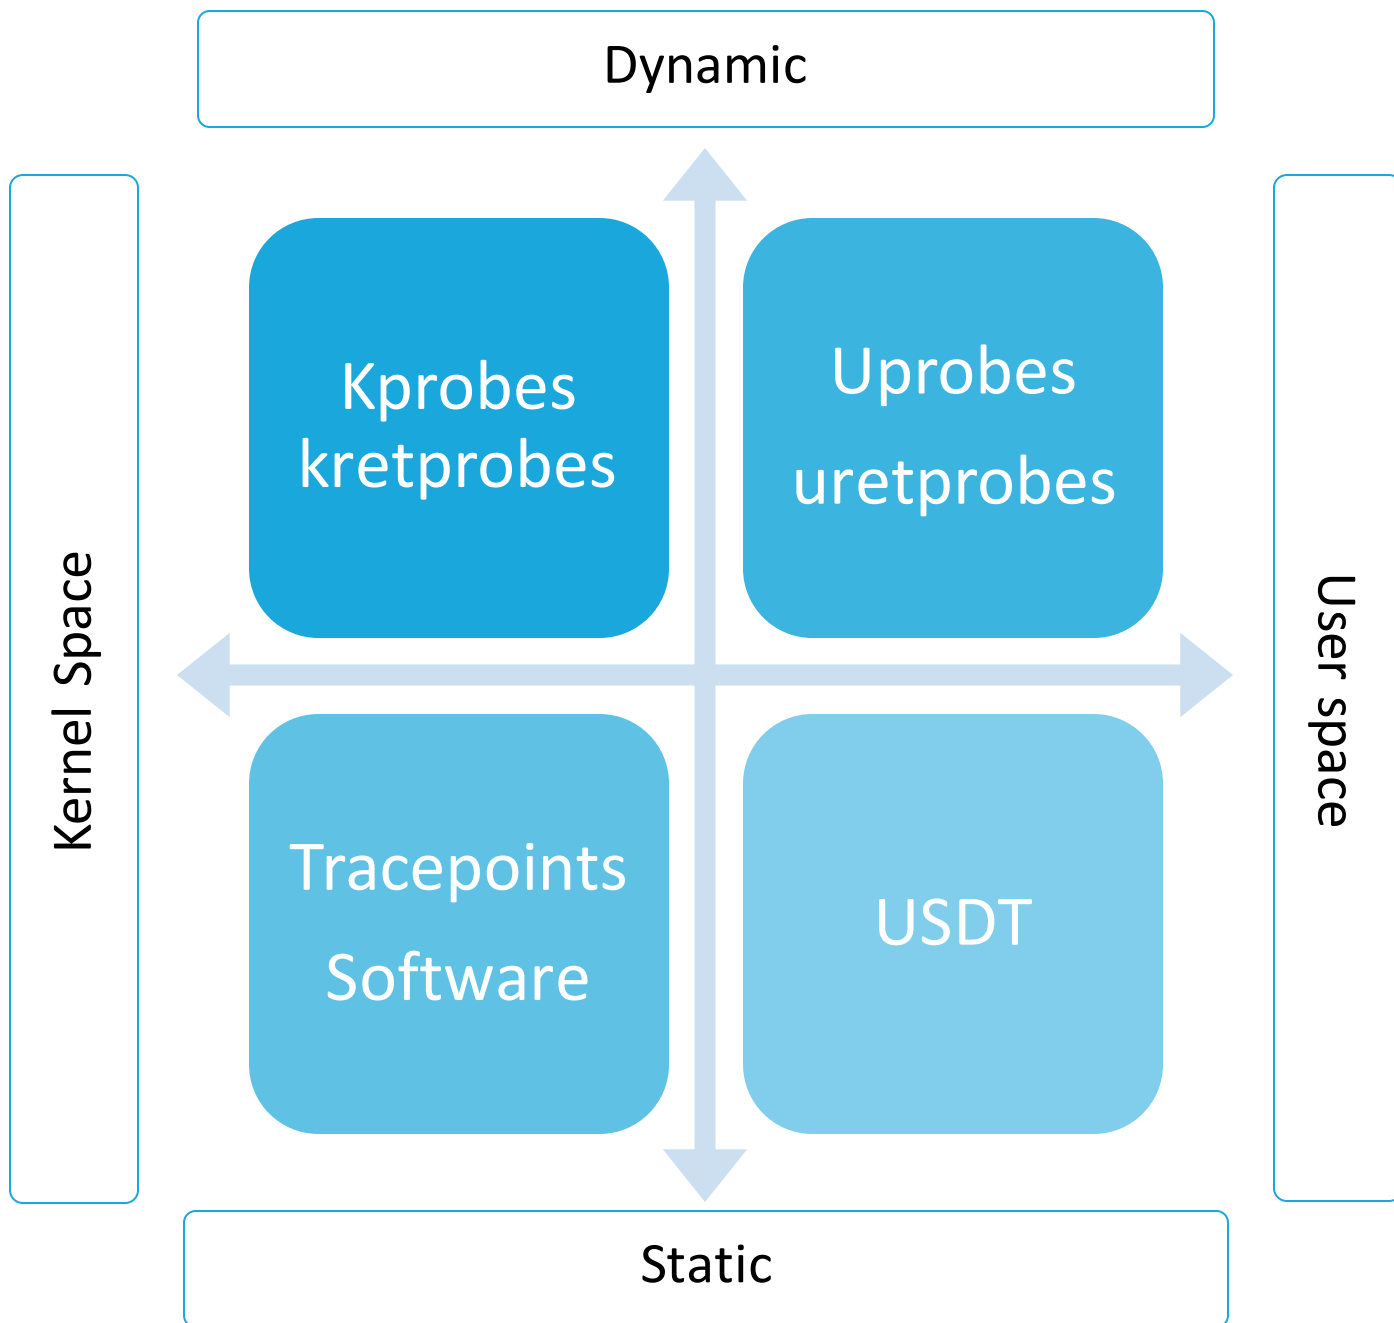 Dynamic
Kernel Space
Kprobes
kretprobes
Uprobes
uretprobes
User space
Tracepoints
Software
USDT
Static